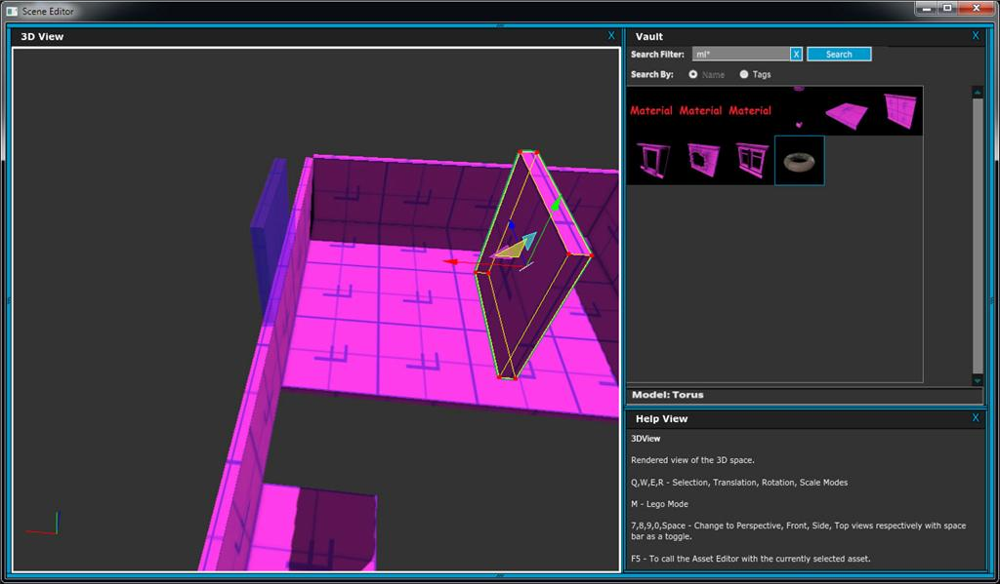 Scene Editor
3D View X
Vault X
Search Filter: ml* X Search
Search By: Name Tags
Material Material Material
Model: Torus
Help View X
3DView
Rendered view of the 3D space.
Q,W,E,R - Selection, Translation, Rotation, Scale Modes
M - Lego Mode
7,8,9,0,Space - Change to Perspective, Front, Side, Top views respectively with space
bar as a toggle.
F5 - To call the Asset Editor with the currently selected asset.